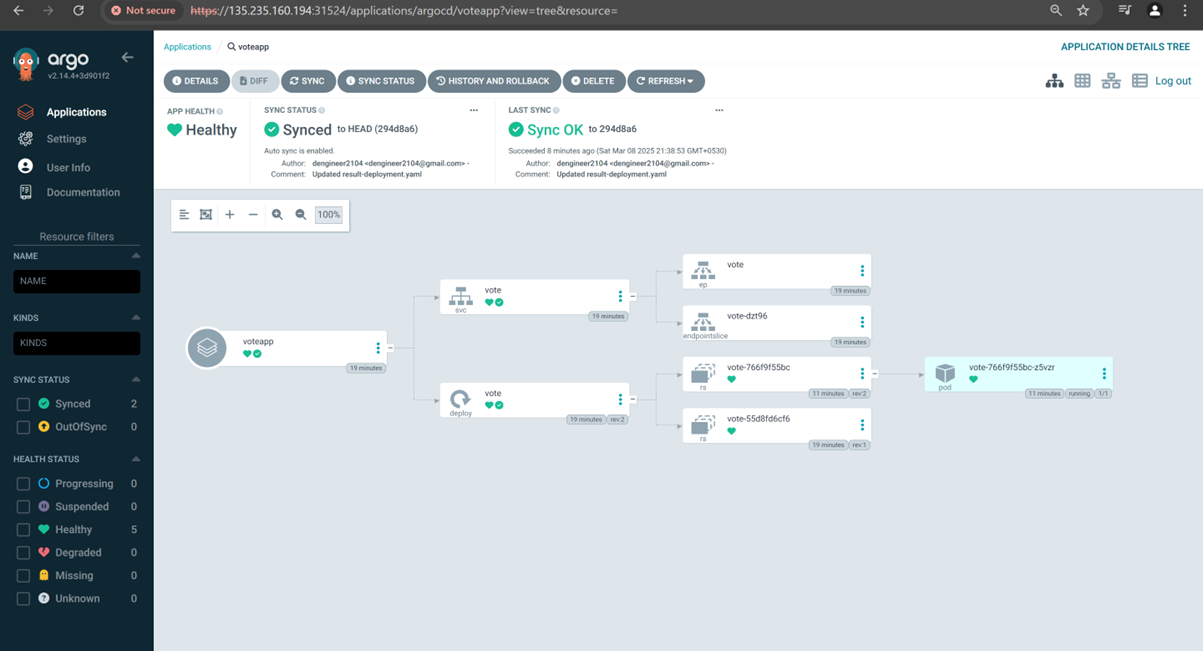 Not secure https://135.235.160.194:31524/applications/argocd/voteapp?view=tree&resource=
argo
v2.14.4+3d901f2
Applications
Settings
User Info
Documentation
Resource filters
NAME
NAME
KINDS
KINDS
SYNC STATUS
Synced 2
OutOfSync 0
HEALTH STATUS
Progressing 0
Suspended 0
Healthy 5
Degraded 0
Missing 0
Unknown 0
Applications / voteapp
APPLICATION DETAILS TREE
DETAILS DIFF SYNC SYNC STATUS HISTORY AND ROLLBACK DELETE REFRESH
Log out
APP HEALTH
Healthy
SYNC STATUS
Synced to HEAD (294d8a6)
Auto sync is enabled.
Author: dengineer2104 <dengineer2104@gmail.com> -
Comment: Updated result-deployment.yaml
LAST SYNC
Sync OK to 294d8a6
Succeeded 8 minutes ago (Sat Mar 08 2025 21:38:53 GMT+0530)
Author: dengineer2104 <dengineer2104@gmail.com> -
Comment: Updated result-deployment.yaml
100%
voteapp
19 minutes
vote
svc
19 minutes
vote
deploy
19 minutes rev:2
vote
ep
19 minutes
vote-dzt96
endpointslice
19 minutes
vote-766f9f55bc
rs
11 minutes rev:2
vote-55d8fd6cf6
rs
19 minutes rev:1
vote-766f9f55bc-z5vzr
pod
11 minutes running 1/1